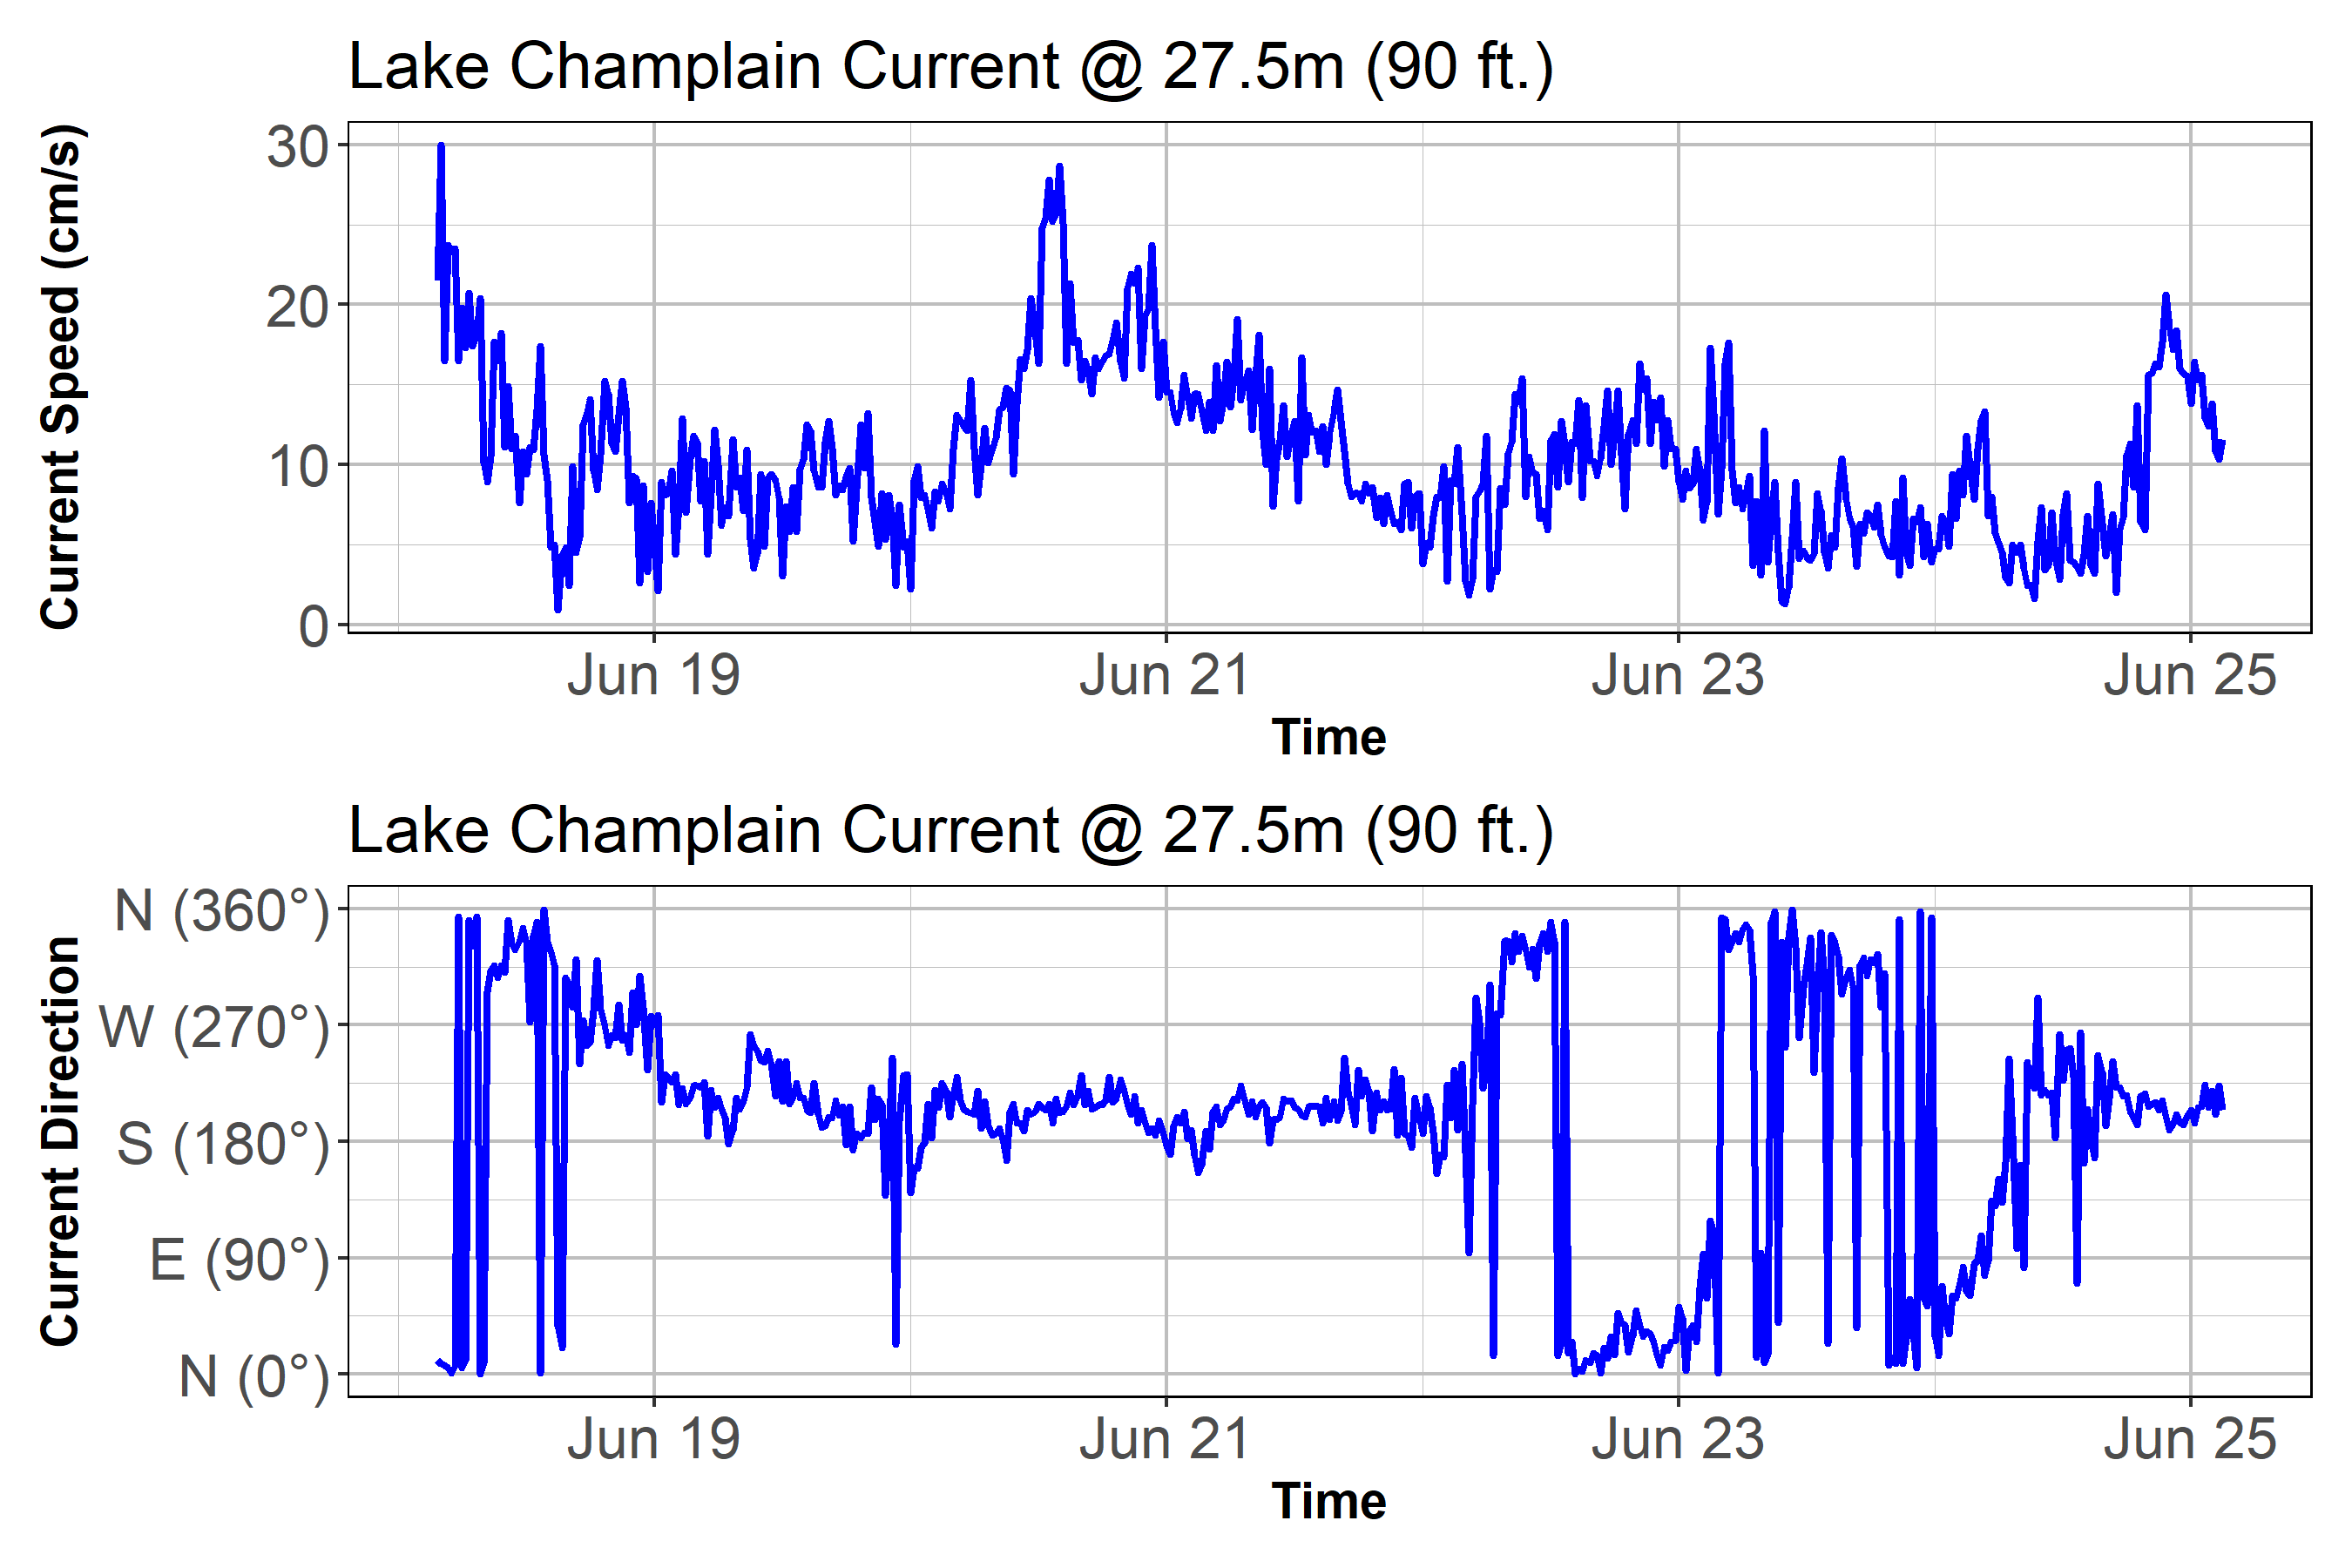 Lake Champlain Current @ 27.5m (90 ft.)
Current Speed (cm/s)
30
20
10
0
Jun 19 Jun 21 Jun 23 Jun 25
Time
Lake Champlain Current @ 27.5m (90 ft.)
Current Direction
N (360°)
W (270°)
S (180°)
E (90°)
N (0°)
Jun 19 Jun 21 Jun 23 Jun 25
Time